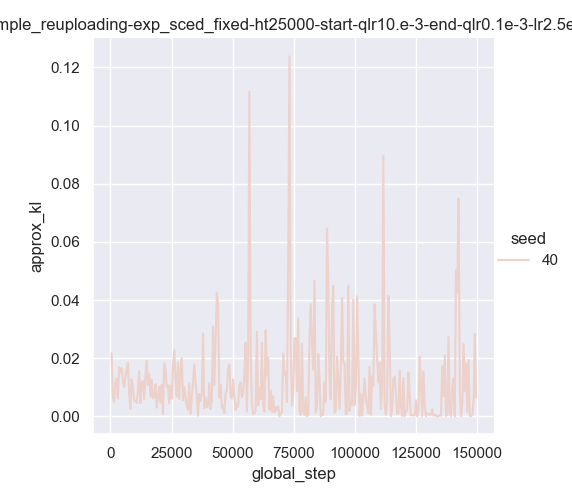 mple_reuploading-exp_sced_fixed-ht25000-start-qlr10.e-3-end-qlr0.1e-3-lr2.5e
0.12
0.10
0.08
0.06
0.04
0.02
0.00
approx_kl
0 25000 50000 75000 100000 125000 150000
global_step
seed
40